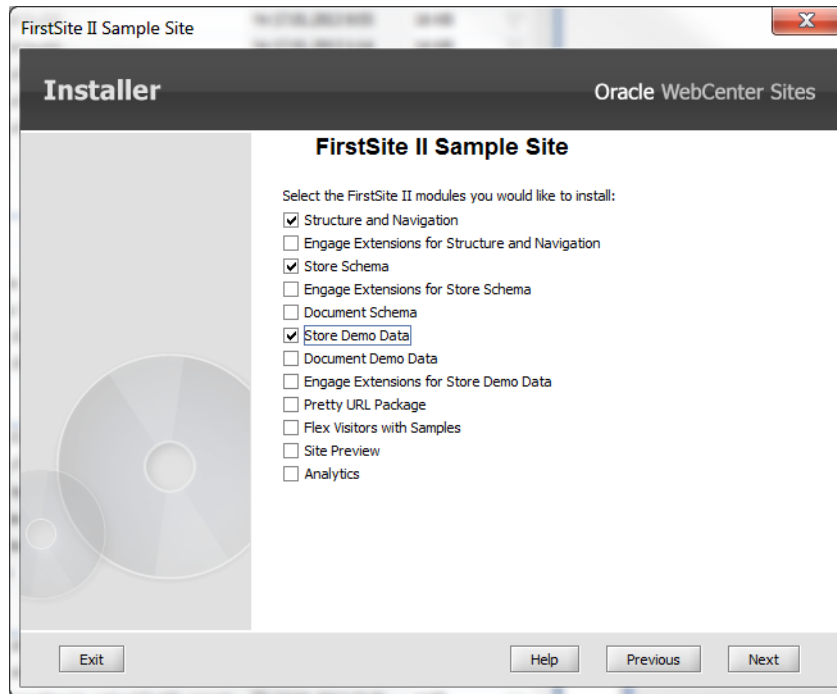 FirstSite II Sample Site
Installer
Oracle WebCenter Sites
FirstSite II Sample Site
Select the FirstSite II modules you would like to install:
Structure and Navigation
Engage Extensions for Structure and Navigation
Store Schema
Engage Extensions for Store Schema
Document Schema
Store Demo Data
Document Demo Data
Engage Extensions for Store Demo Data
Pretty URL Package
Flex Visitors with Samples
Site Preview
Analytics
Exit
Help
Previous
Next